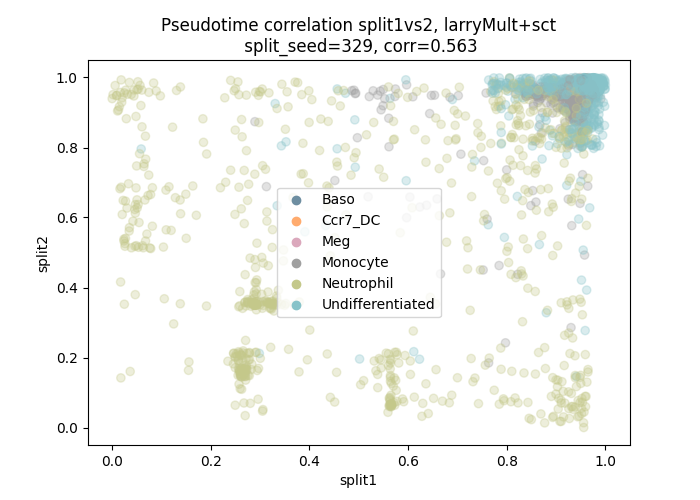 Pseudotime correlation split1vs2, larryMult+sct
split_seed=329, corr=0.563
split2
1.0
0.8
0.6
0.4
0.2
0.0
Baso
Ccr7_DC
Meg
Monocyte
Neutrophil
Undifferentiated
0.0 0.2 0.4 0.6 0.8 1.0
split1